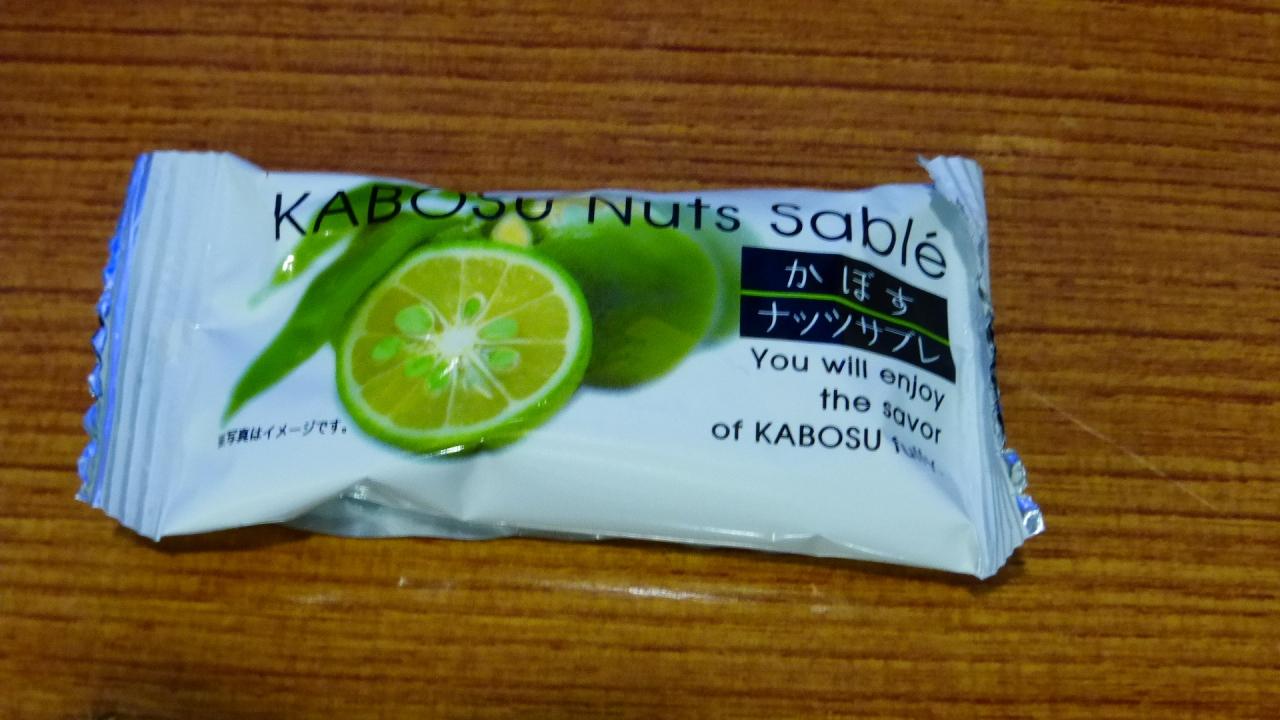 KABOSU Nuts Sablé
かぼす
ナッツサブレ
You will enjoy
the savor
of KABOSU fully.
※写真はイメージです。